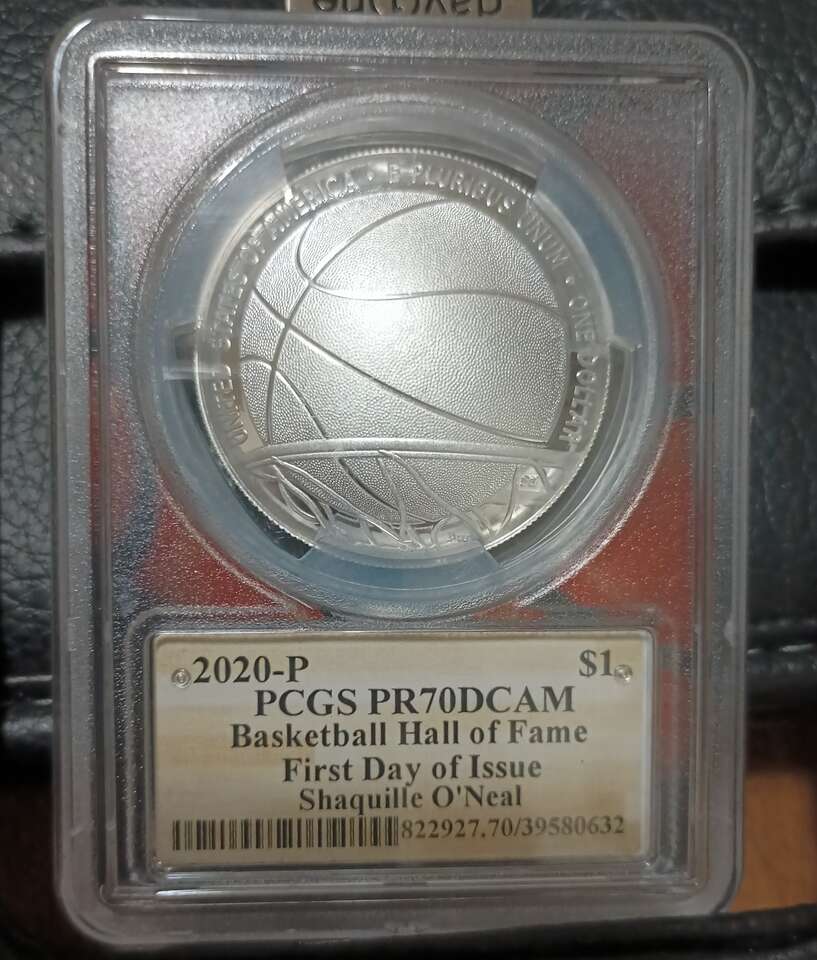 UNITED STATES OF AMERICA • E PLURIBUS UNUM • ONE DOLLAR
2020-P $1
PCGS PR70DCAM
Basketball Hall of Fame
First Day of Issue
Shaquille O'Neal
822927.70/39580632